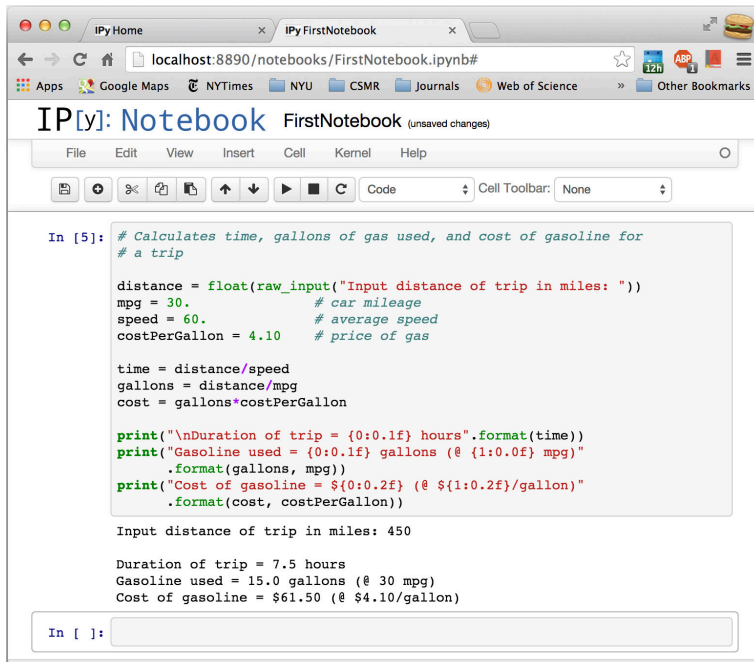 IPy Home × IPy FirstNotebook ×
localhost:8890/notebooks/FirstNotebook.ipynb#
12h ABP 1
Apps Google Maps NYTimes NYU CSMR Journals Web of Science » Other Bookmarks
IP[y]: Notebook FirstNotebook (unsaved changes)
File Edit View Insert Cell Kernel Help
Code Cell Toolbar: None
In [5]: # Calculates time, gallons of gas used, and cost of gasoline for
# a trip
distance = float(raw_input("Input distance of trip in miles: "))
mpg = 30. # car mileage
speed = 60. # average speed
costPerGallon = 4.10 # price of gas
time = distance/speed
gallons = distance/mpg
cost = gallons*costPerGallon
print("\nDuration of trip = {0:0.1f} hours".format(time))
print("Gasoline used = {0:0.1f} gallons (@ {1:0.0f} mpg)"
.format(gallons, mpg))
print("Cost of gasoline = ${0:0.2f} (@ ${1:0.2f}/gallon)"
.format(cost, costPerGallon))
Input distance of trip in miles: 450
Duration of trip = 7.5 hours
Gasoline used = 15.0 gallons (@ 30 mpg)
Cost of gasoline = $61.50 (@ $4.10/gallon)
In [ ]: